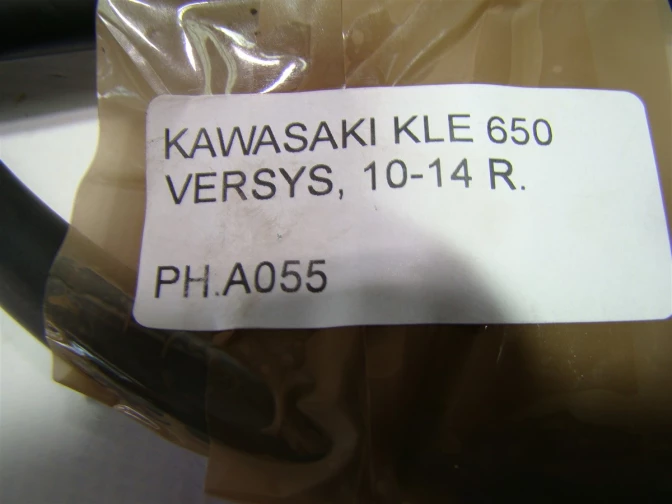 KAWASAKI KLE 650
VERSYS, 10-14 R.
PH.A055